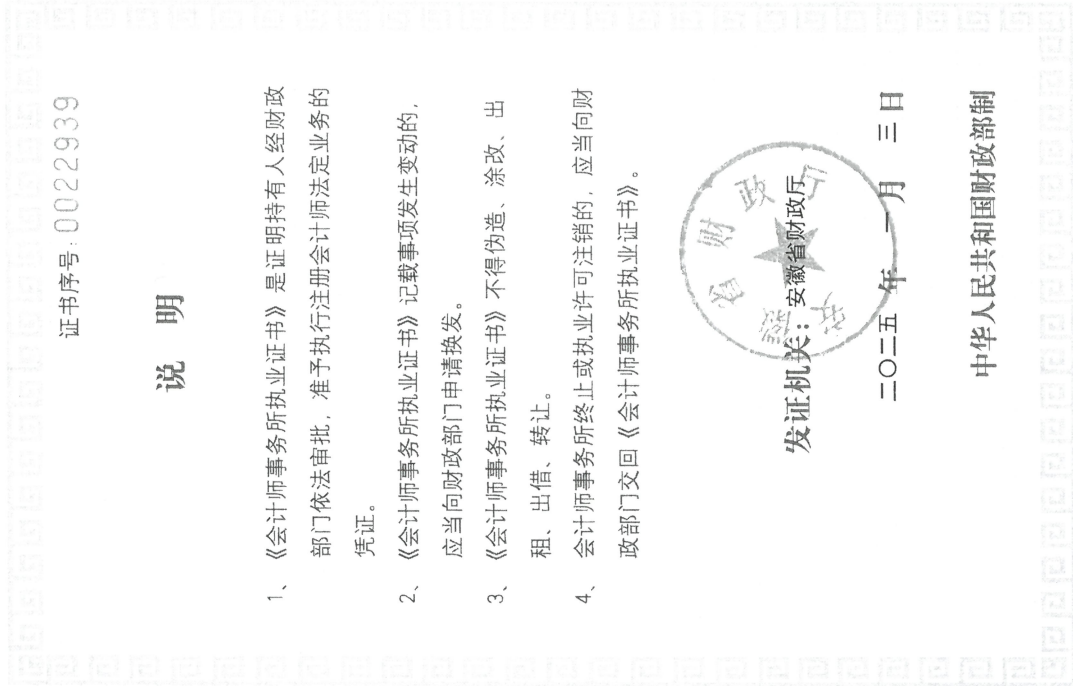 证书序号:0022939
说 明
1、《会计师事务所执业证书》是证明持有人经财政
部门依法审批，准予执行注册会计师法定业务的
凭证。
2、《会计师事务所执业证书》记载事项发生变动的，
应当向财政部门申请换发。
3、《会计师事务所执业证书》不得伪造、涂改、出
租、出借、转让。
4、会计师事务所终止或执业许可注销的，应当向财
政部门交回《会计师事务所执业证书》。
安徽省财政厅
发证机关：安徽省财政厅
二〇二五 年 一 月 三 日
中华人民共和国财政部制